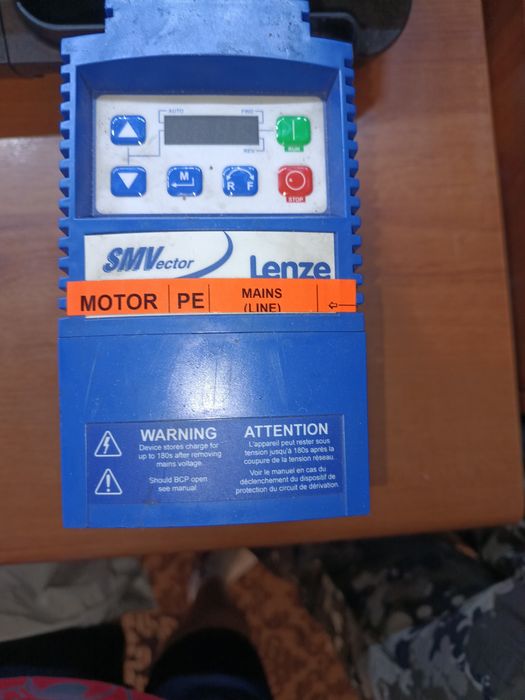 AUTO FWD
REV
RUN
M
R F
STOP
SMVector
Lenze
MOTOR PE MAINS
(LINE)
WARNING
Device stores charge for
up to 180s after removing
mains voltage.
Should BCP open
see manual
ATTENTION
L'appareil peut rester sous
tension jusqu'à 180s après la
coupure de la tension réseau.
Voir le manuel en cas du
déclenchement du dispositif de
protection du circuit de dérivation.